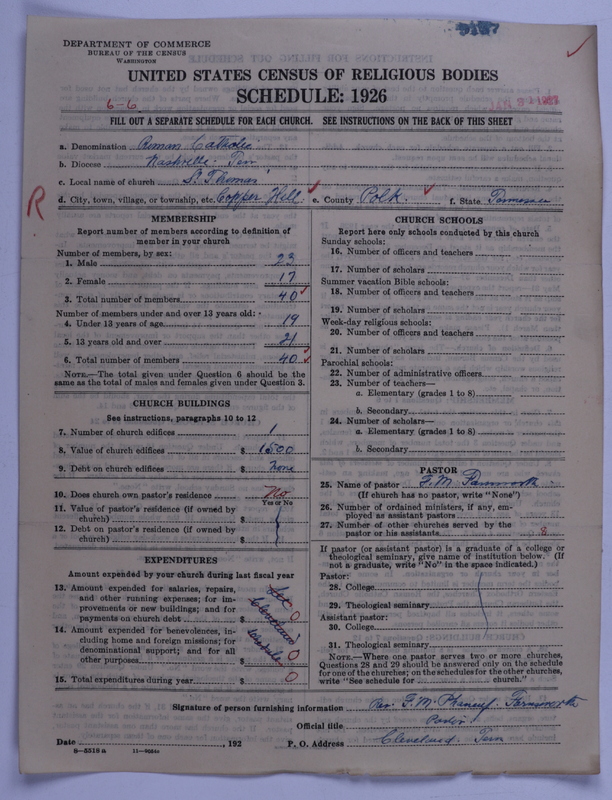 DEPARTMENT OF COMMERCE
BUREAU OF THE CENSUS
WASHINGTON
UNITED STATES CENSUS OF RELIGIOUS BODIES
SCHEDULE: 1926
6-6
FILL OUT A SEPARATE SCHEDULE FOR EACH CHURCH. SEE INSTRUCTIONS ON THE BACK OF THIS SHEET
a. Denomination Roman Catholic
b. Diocese Nashville - Ten
c. Local name of church St Thomas
R
d. City, town, village, or township, etc. Copper Hill e. County Polk f. State Tennessee
MEMBERSHIP
Report number of members according to definition of
member in your church
Number of members, by sex:
1. Male 23
2. Female 17
3. Total number of members 40
Number of members under and over 13 years old:
4. Under 13 years of age 19
5. 13 years old and over 21
6. Total number of members 40
NOTE.—The total given under Question 6 should be
same as the total of males and females given under Question 3.
CHURCH BUILDINGS
See instructions, paragraphs 10 to 12
7. Number of church edifices 1
8. Value of church edifices $ 1500
9. Debt on church edifices $ None
10. Does church own pastor's residence No
Yes or No
11. Value of pastor's residence (if owned by
church) $
12. Debt on pastor's residence (if owned by
church) $
EXPENDITURES
Amount expended by your church during last fiscal year
13. Amount expended for salaries, repairs,
and other running expenses; for im-
provements or new buildings; and for
payments on church debt $ 0
14. Amount expended for benevolences, in-
cluding home and foreign missions; for
denominational support; and for all
other purposes $ 0
See Cleveland schedule
15. Total expenditures during year $ 0
CHURCH SCHOOLS
Report here only schools conducted by this church
Sunday schools:
16. Number of officers and teachers
17. Number of scholars
Summer vacation Bible schools:
18. Number of officers and teachers
19. Number of scholars
Week-day religious schools:
20. Number of officers and teachers
21. Number of scholars
Parochial schools:
22. Number of administrative officers
23. Number of teachers—
a. Elementary (grades 1 to 8)
b. Secondary
24. Number of scholars—
a. Elementary (grades 1 to 8)
b. Secondary
PASTOR
25. Name of pastor F. M. Farnsworth
(If church has no pastor, write "None")
26. Number of ordained ministers, if any, em-
ployed as assistant pastors
27. Number of other churches served by the
pastor or his assistants 8
If pastor (or assistant pastor) is a graduate of a college or
theological seminary, give name of institution below. (If
not a graduate, write "No" in the space indicated.)
Pastor:
28. College
29. Theological seminary
Assistant pastor:
30. College
31. Theological seminary
NOTE.—Where one pastor serves two or more churches,
Questions 28 and 29 should be answered only on the schedule
for one of the churches; on the schedules for the other churches,
write "See schedule for church."
Signature of person furnishing information Rev. F. M. Farnsworth
Official title Pastor
Date , 192 P. O. Address Cleveland Tenn
8-5518 a